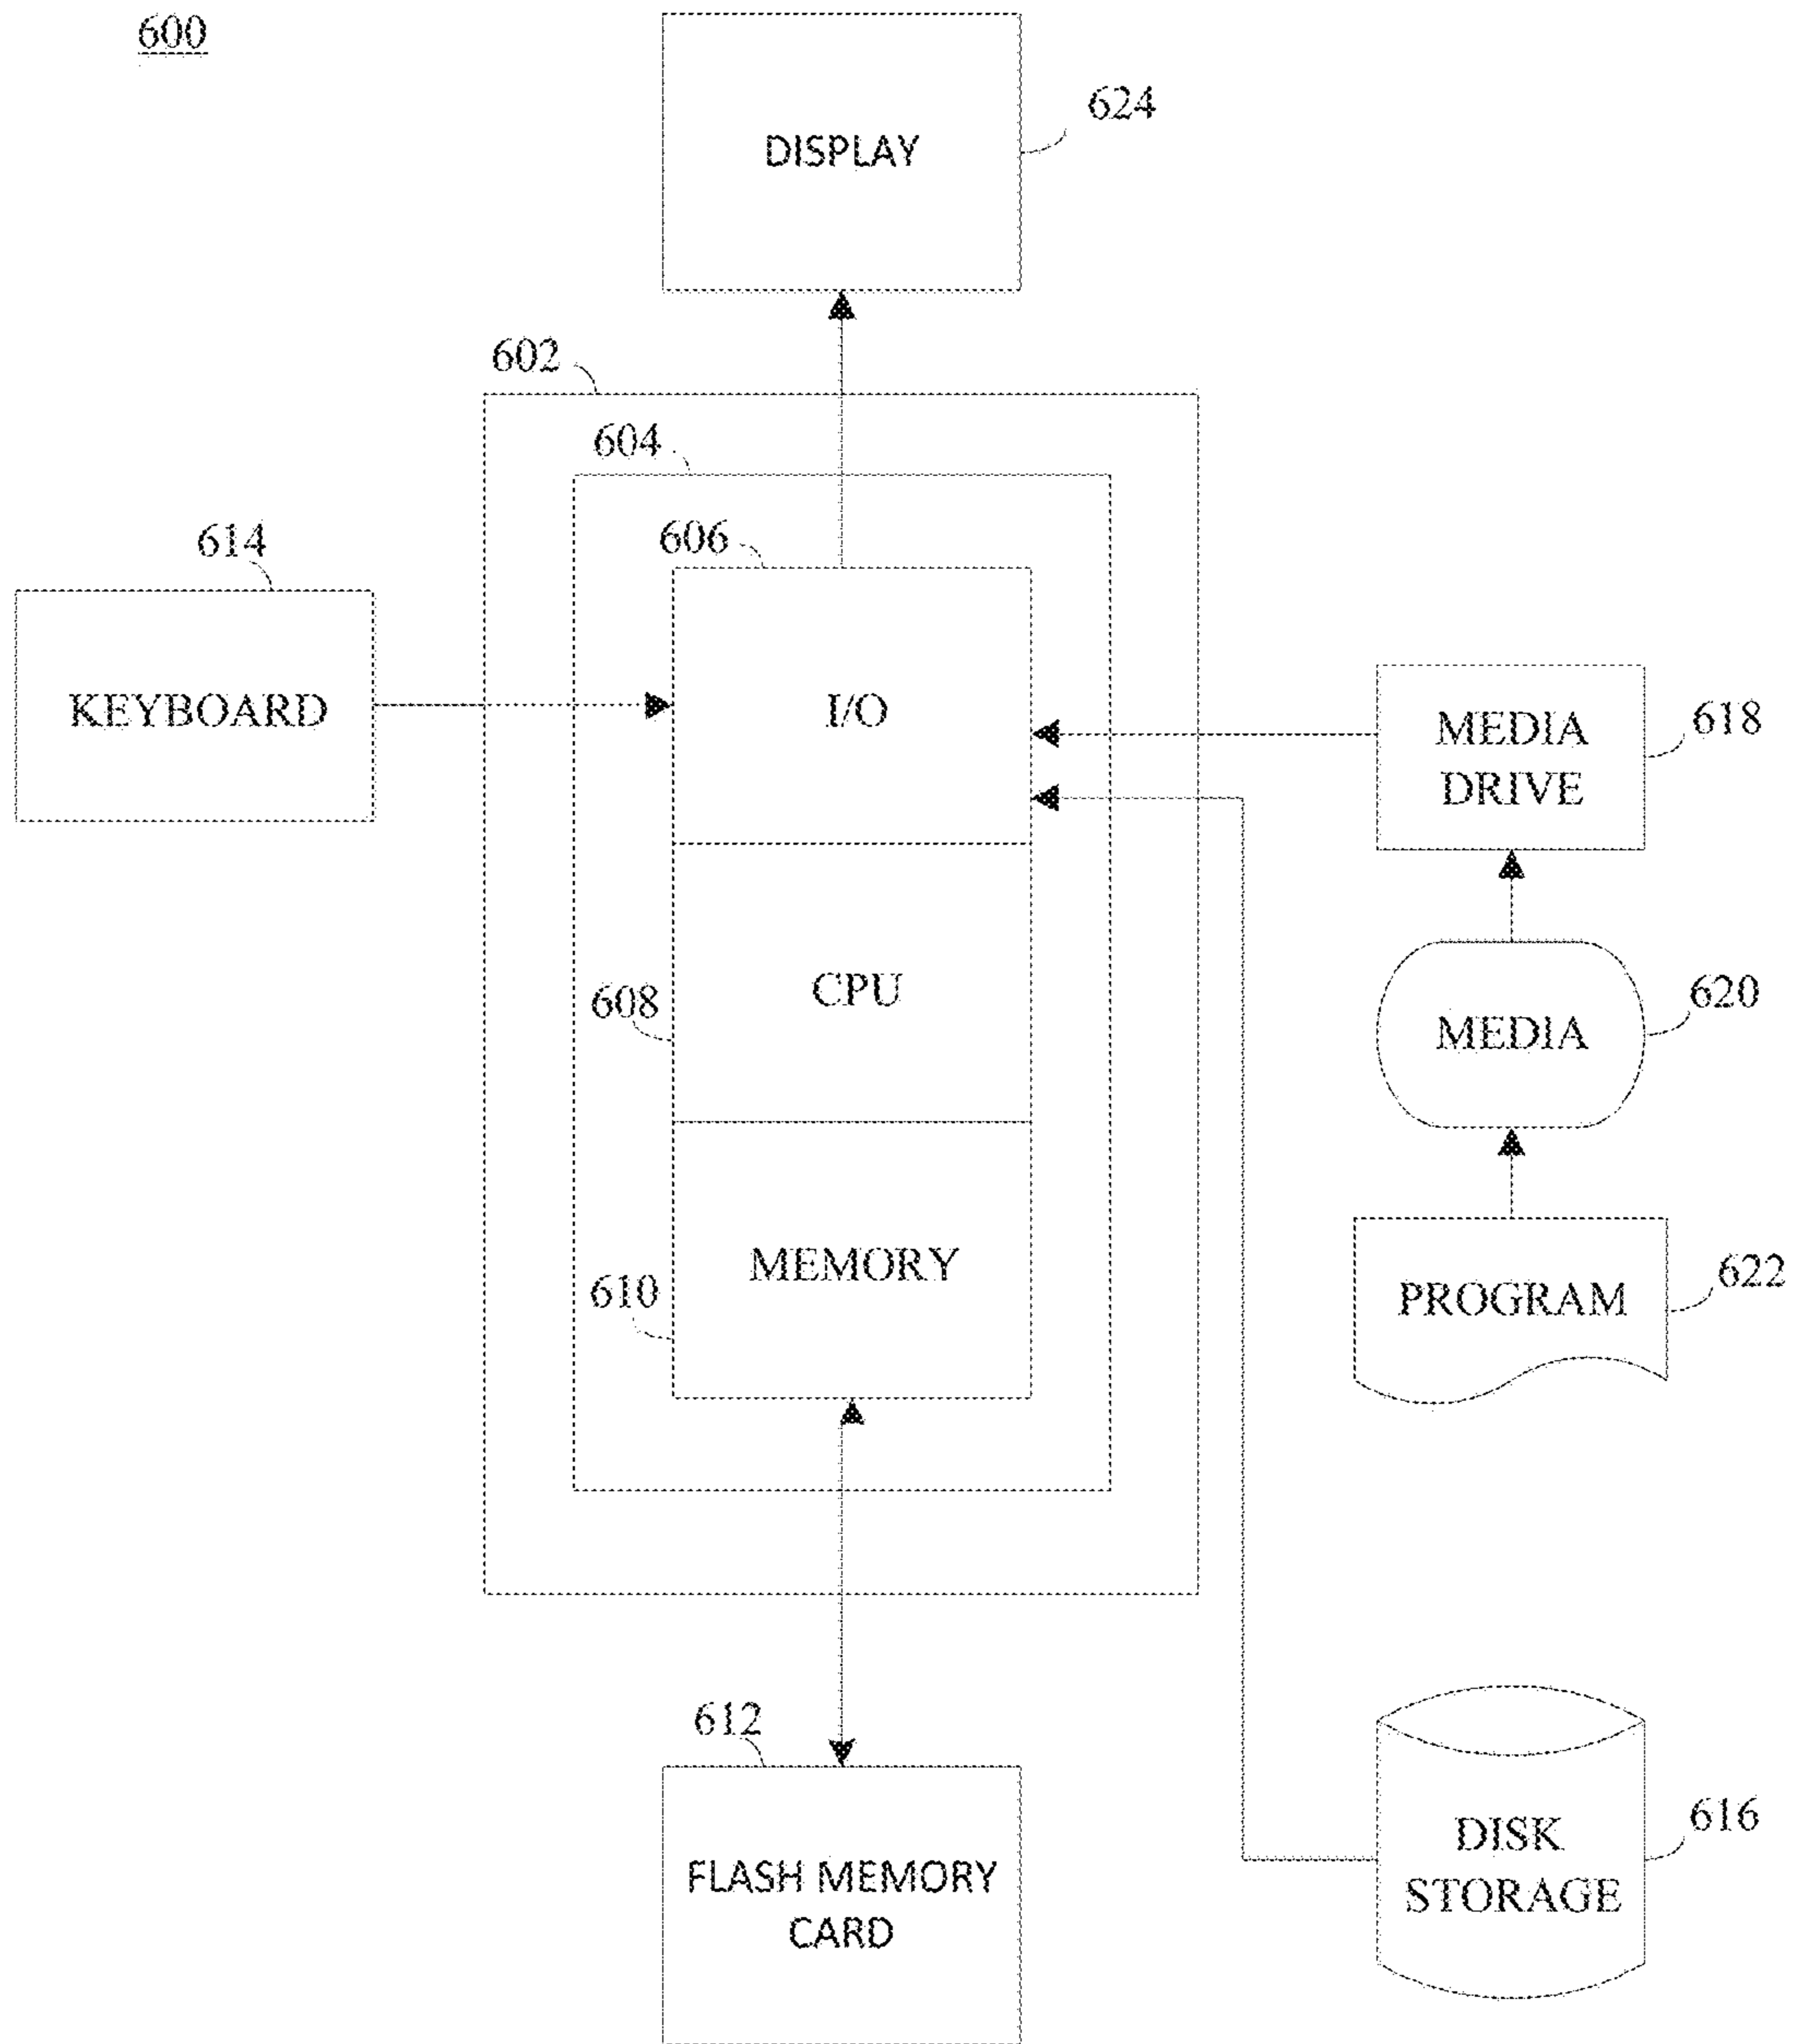 600
624
DISPLAY
602
604
606
614
KEYBOARD
I/O
618
MEDIA
DRIVE
608
CPU
620
MEDIA
610
MEMORY
622
PROGRAM
612
FLASH MEMORY
CARD
616
DISK
STORAGE